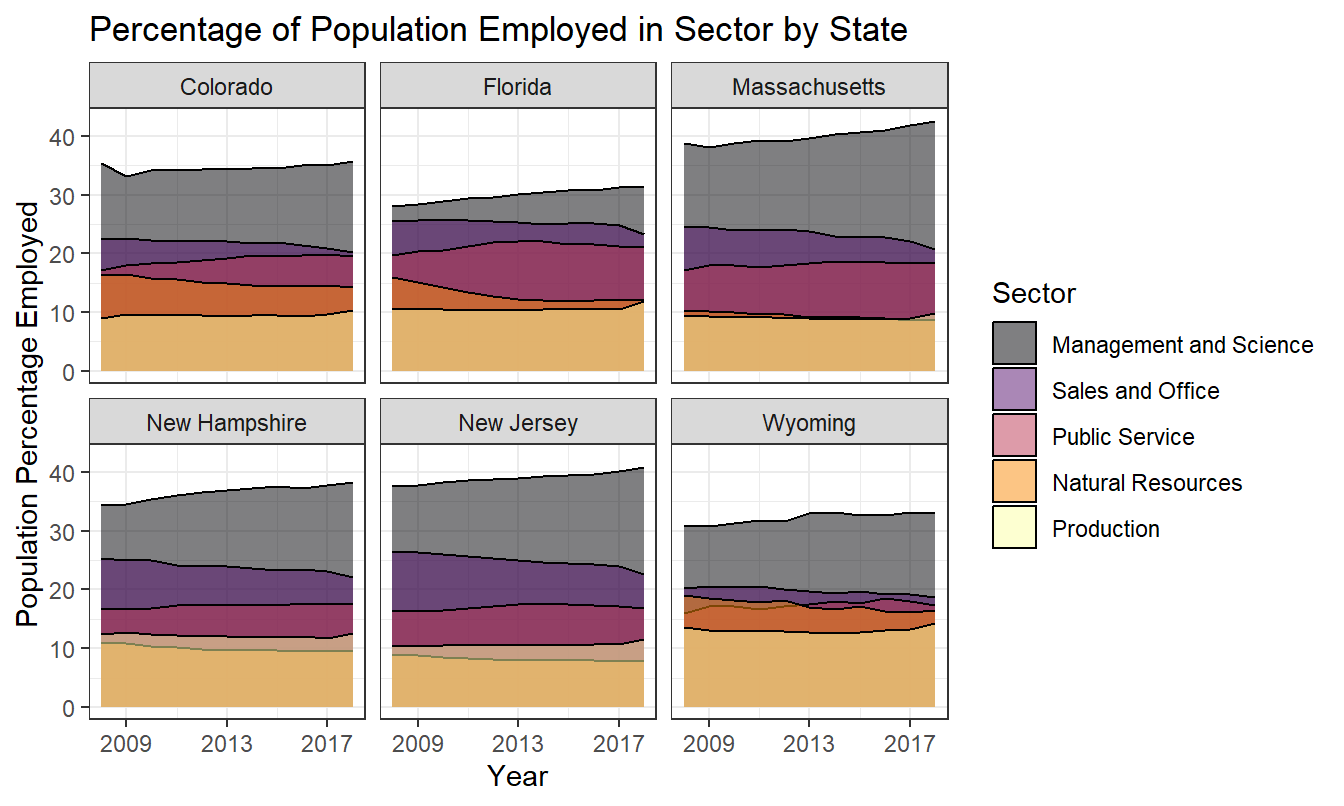 Percentage of Population Employed in Sector by State
Colorado Florida Massachusetts
40
30
20
10
0
New Hampshire New Jersey Wyoming
40
30
20
10
0
2009 2013 2017 2009 2013 2017 2009 2013 2017
Year
Population Percentage Employed
Sector
Management and Science
Sales and Office
Public Service
Natural Resources
Production